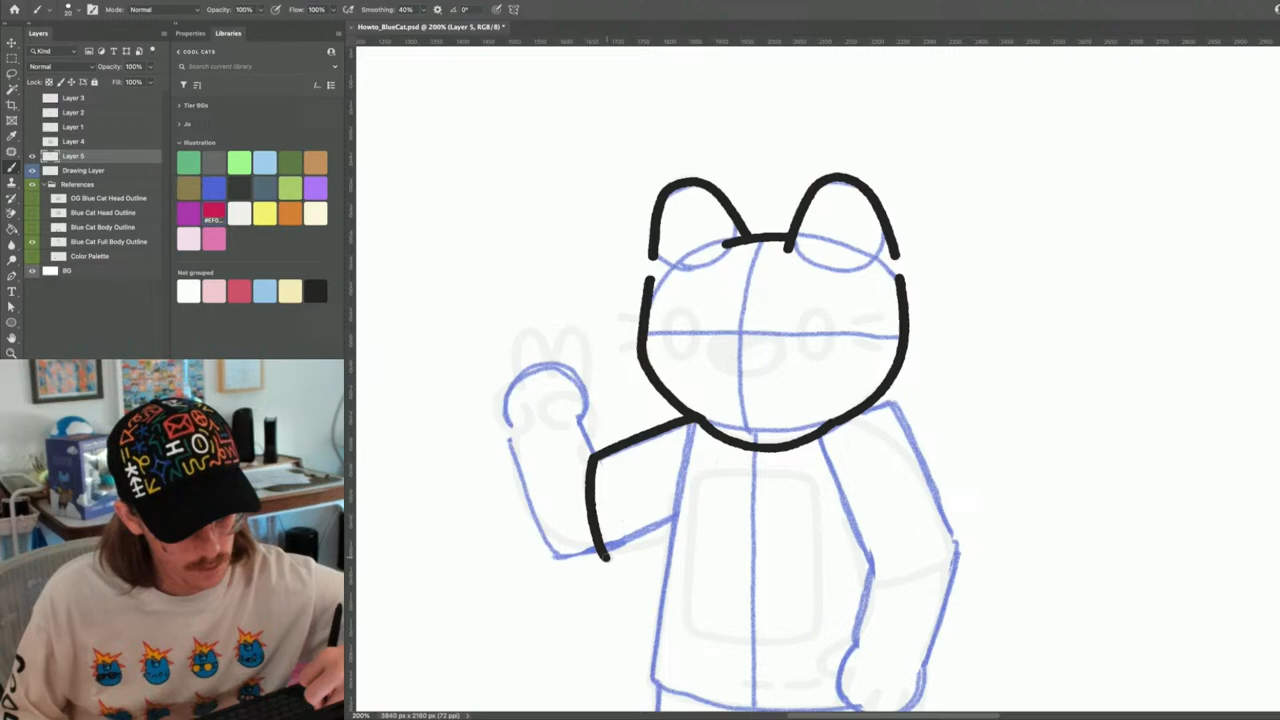 20 Mode: Normal Opacity: 100% Flow: 100% Smoothing: 40% 0°
Layers
Properties Libraries
Howto_BlueCat.psd @ 200% (Layer 5, RGB/8) *
Kind
COOL CATS
Normal Opacity: 100%
Search current library
Lock: Fill: 100%
Layer 3
Layer 2
Layer 1
Layer 4
Layer 5
Drawing Layer
References
OG Blue Cat Head Outline
Blue Cat Head Outline
Blue Cat Body Outline
Blue Cat Full Body Outline
Color Palette
BG
Tier BGs
Jo
Illustration
#EF0...
Not grouped
200% 3840 px x 2160 px (72 ppi)